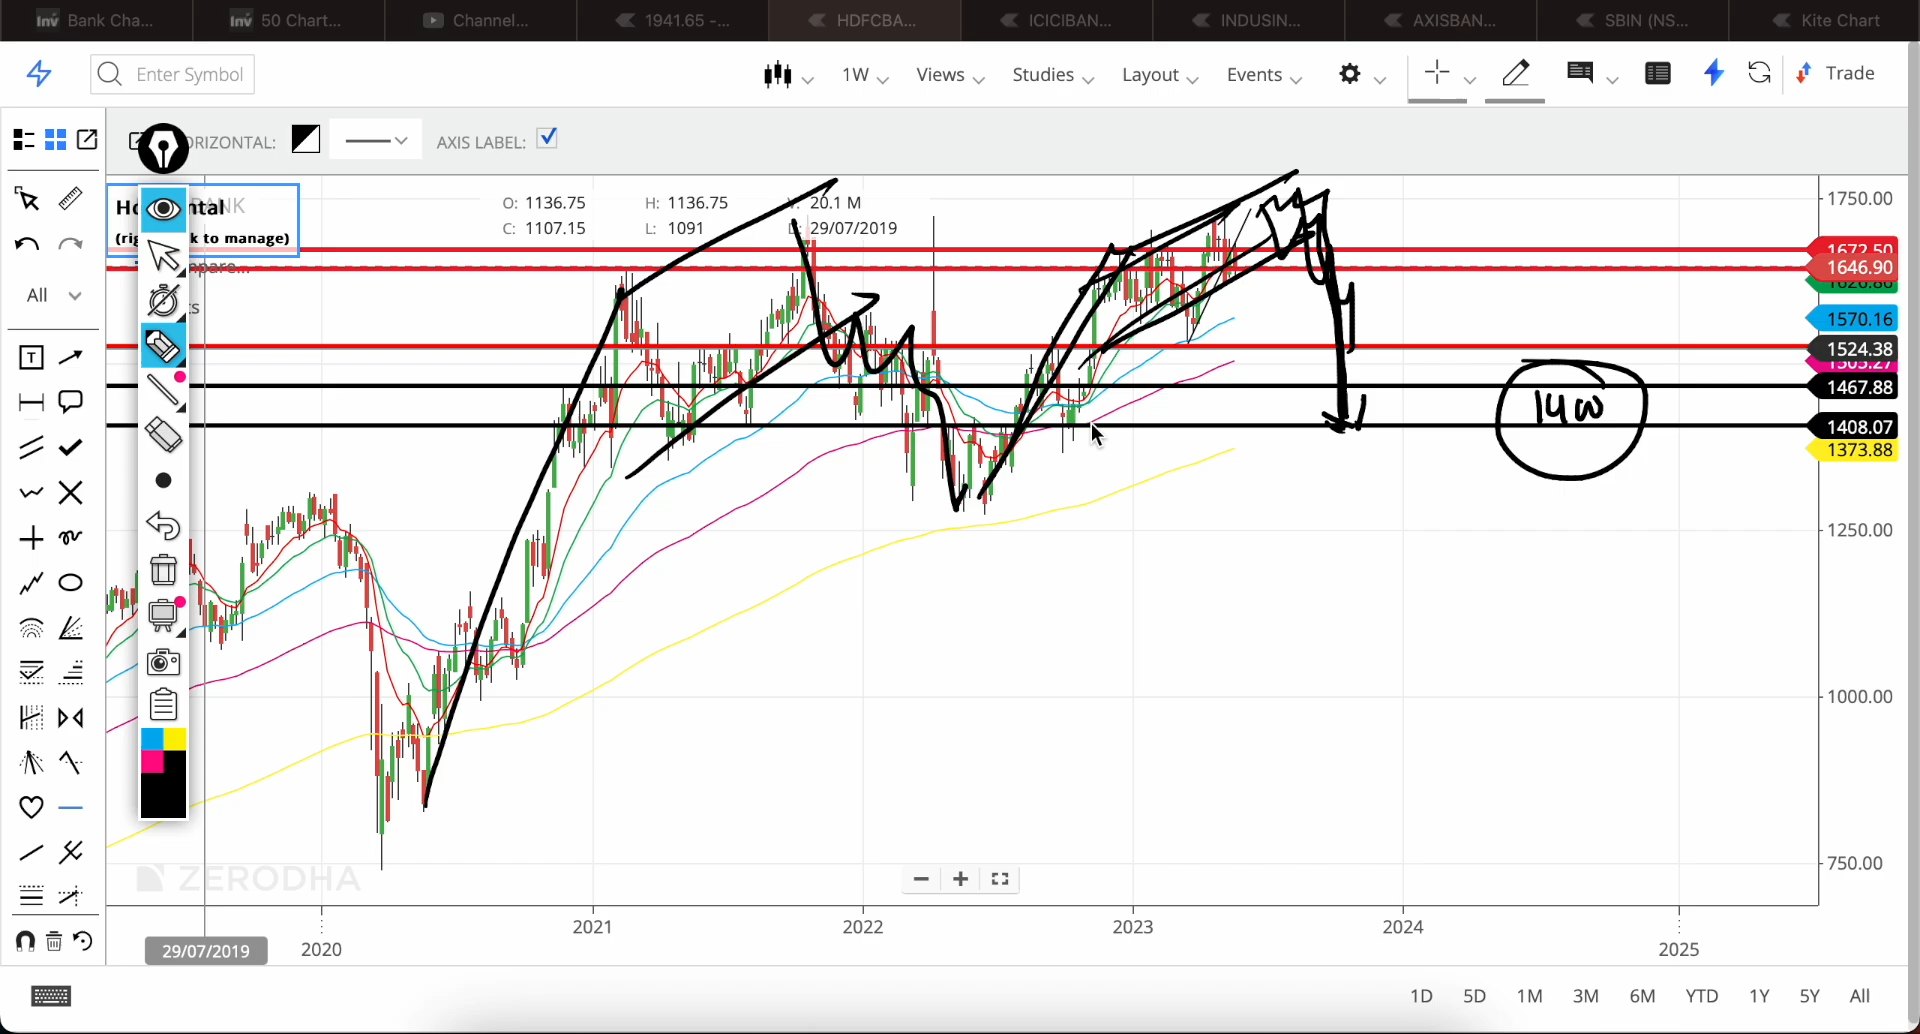 Bank Cha...
50 Chart...
Channel...
1941.65 -...
HDFCBA...
ICICIBAN...
INDUSIN...
AXISBAN...
SBIN (NS...
Kite Chart
Enter Symbol
1W
Views
Studies
Layout
Events
Trade
AXIS LABEL:
O: 1136.75
H: 1136.75
20.1 M
C: 1107.15
L: 1091
29/07/2019
k to manage)
All
1750.00
1672.50
1646.90
1570.16
1524.38
1467.88
1408.07
1373.88
1400
1250.00
1000.00
750.00
ZERODHA
2021
2022
2023
2024
29/07/2019
2020
2025
1D
5D
1M
3M
6M
YTD
1Y
5Y
All